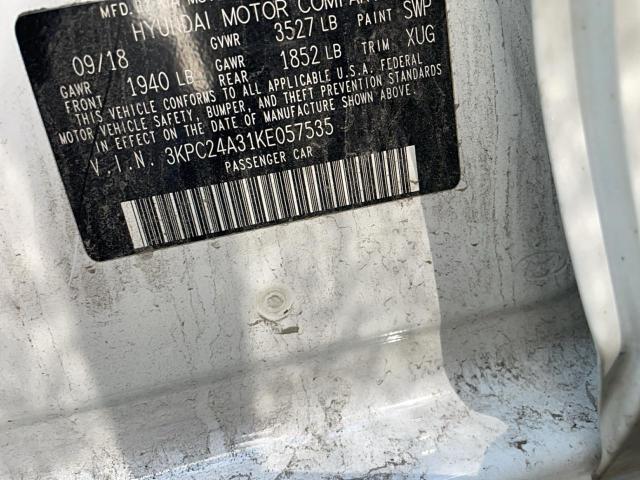 MFD. BY
HYUNDAI MOTOR COMPANY
09/18 GVWR 3527 LB PAINT SWP
GAWR FRONT 1940 LB GAWR REAR 1852 LB TRIM XUG
THIS VEHICLE CONFORMS TO ALL APPLICABLE U.S.A. FEDERAL
MOTOR VEHICLE SAFETY, BUMPER, AND THEFT PREVENTION STANDARDS
IN EFFECT ON THE DATE OF MANUFACTURE SHOWN ABOVE.
V.I.N. 3KPC24A31KE057535
PASSENGER CAR